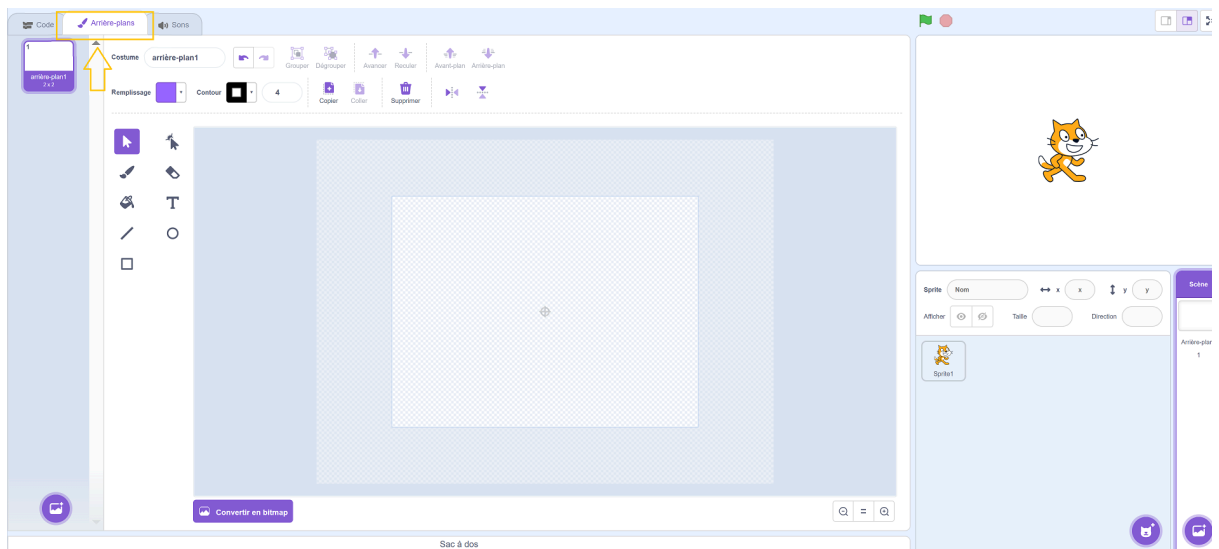 Code Arrière-plans Sons
1
arrière-plan1
2 x 2
Costume arrière-plan1 Grouper Dégrouper Avancer Reculer Avant-plan Arrière-plan
Remplissage Contour 4 Copier Coller Supprimer
T
Convertir en bitmap
=
Sac à dos
Sprite Nom x x y y
Afficher Taille Direction
Sprite1
Scène
Arrière-plan
1